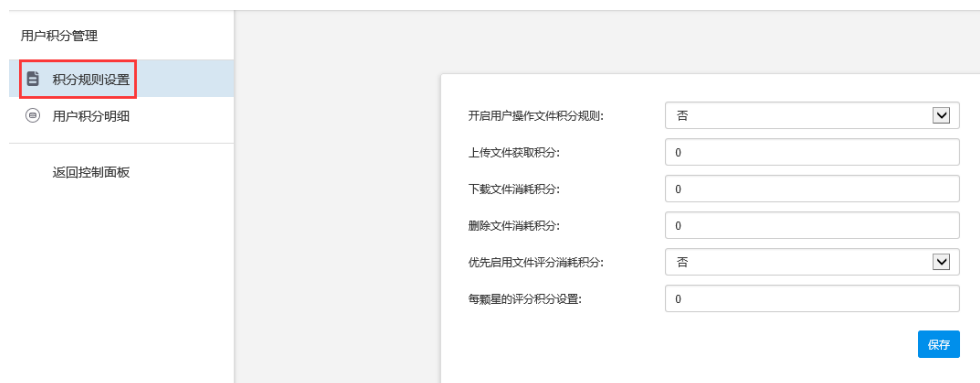 用户积分管理
积分规则设置
用户积分明细
返回控制面板
开启用户操作文件积分规则: 否
上传文件获取积分: 0
下载文件消耗积分: 0
删除文件消耗积分: 0
优先启用文件评分消耗积分: 否
每颗星的评分积分设置: 0
保存